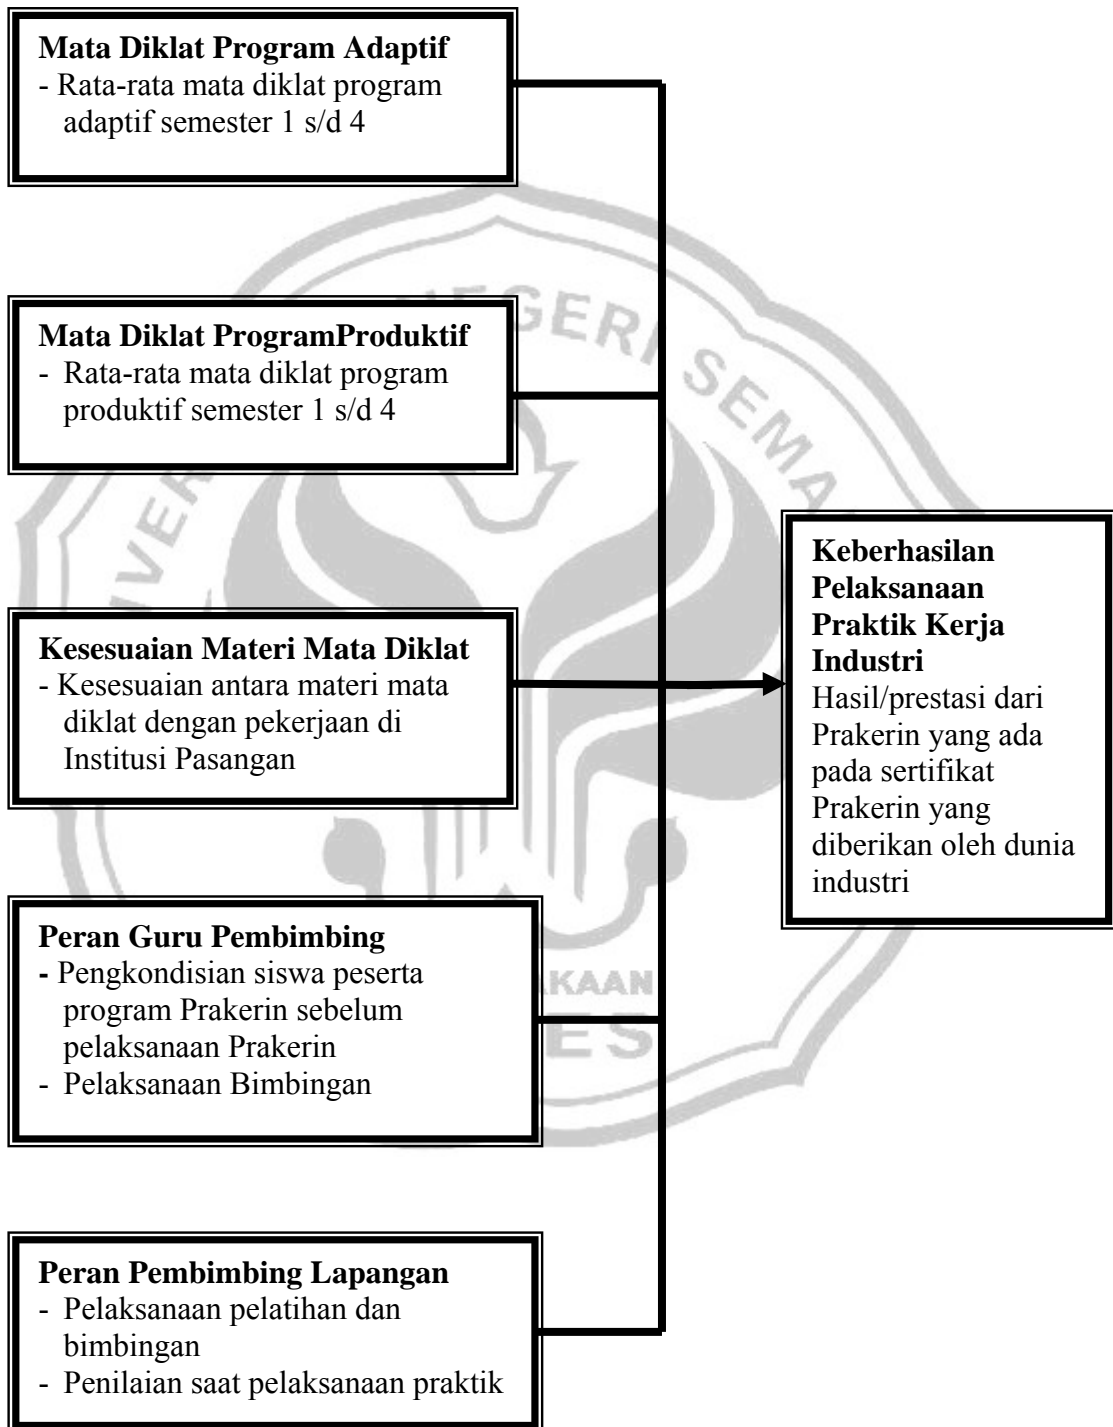 Mata Diklat Program Adaptif
- Rata-rata mata diklat program
adaptif semester 1 s/d 4
Mata Diklat ProgramProduktif
- Rata-rata mata diklat program
produktif semester 1 s/d 4
Kesesuaian Materi Mata Diklat
- Kesesuaian antara materi mata
diklat dengan pekerjaan di
Institusi Pasangan
Peran Guru Pembimbing
- Pengkondisian siswa peserta
program Prakerin sebelum
pelaksanaan Prakerin
- Pelaksanaan Bimbingan
Peran Pembimbing Lapangan
- Pelaksanaan pelatihan dan
bimbingan
- Penilaian saat pelaksanaan praktik
Keberhasilan
Pelaksanaan
Praktik Kerja
Industri
Hasil/prestasi dari
Prakerin yang ada
pada sertifikat
Prakerin yang
diberikan oleh dunia
industri
NEGERI